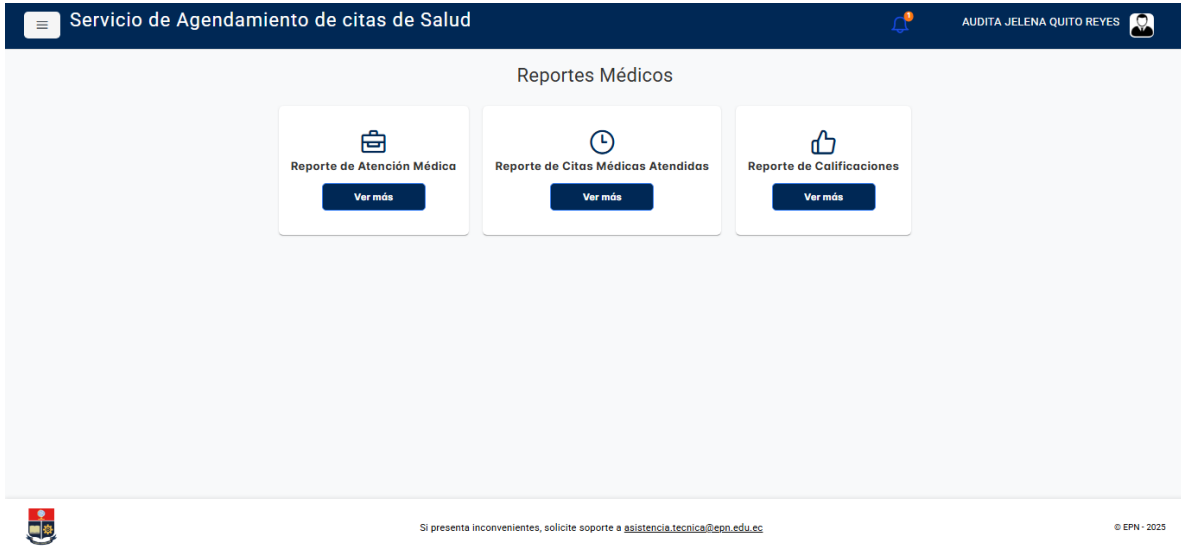 Servicio de Agendamiento de citas de Salud
1
AUDITA JELENA QUITO REYES
Reportes Médicos
Reporte de Atención Médica
Ver más
Reporte de Citas Médicas Atendidas
Ver más
Reporte de Calificaciones
Ver más
Si presenta inconvenientes, solicite soporte a asistencia.tecnica@epn.edu.ec
© EPN - 2025